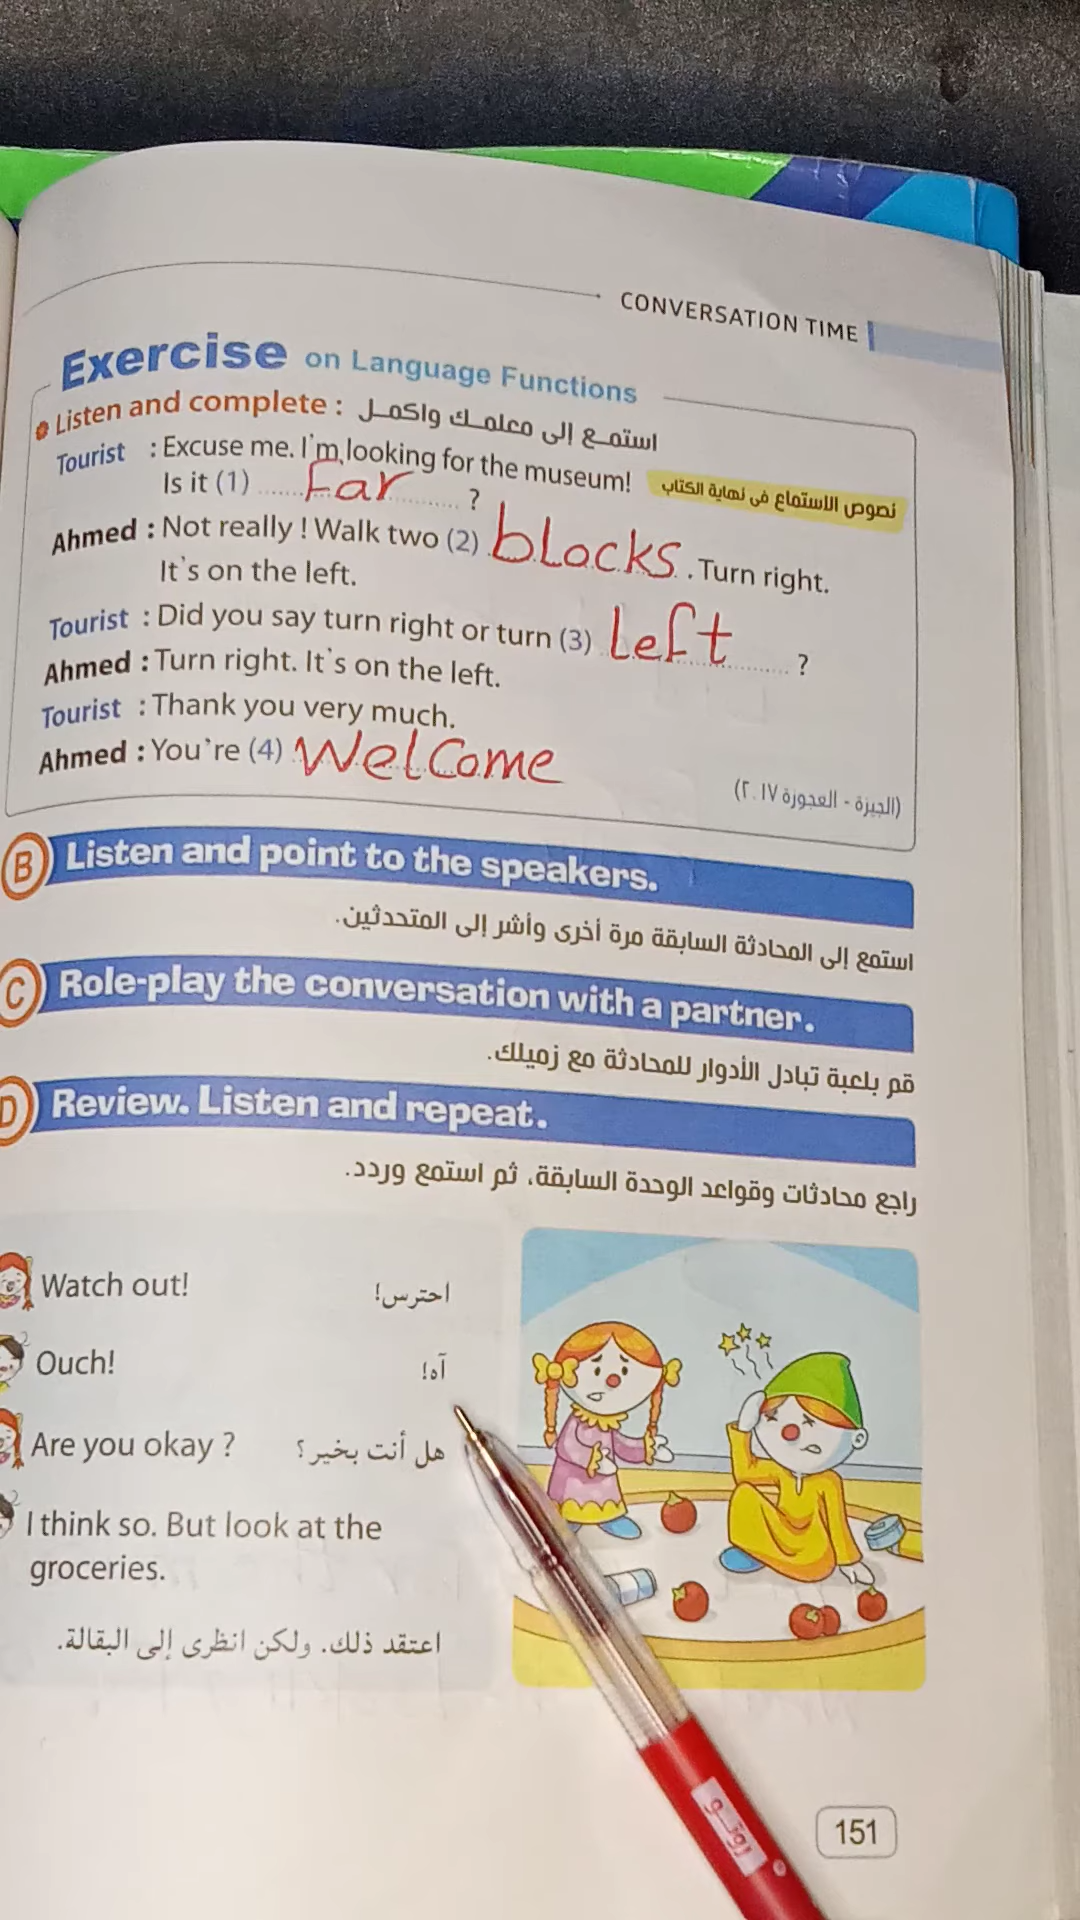 CONVERSATION TIME
Exercise on Language Functions
Listen and complete : استمع إلى معلمك واكمل
Tourist : Excuse me. I'm looking for the museum!
نصوص الاستماع فى نهاية الكتاب
Is it (1) Far ?
Ahmed : Not really ! Walk two (2) blocks. Turn right.
It's on the left.
Tourist : Did you say turn right or turn (3) Left ?
Ahmed : Turn right. It's on the left.
Tourist : Thank you very much.
Ahmed : You're (4) Welcome
(الجيزة - العجوزة ٢٠١٧)
B Listen and point to the speakers.
استمع إلى المحادثة السابقة مرة أخرى وأشر إلى المتحدثين.
C Role-play the conversation with a partner.
قم بلعبة تبادل الأدوار للمحادثة مع زميلك.
D Review. Listen and repeat.
راجع محادثات وقواعد الوحدة السابقة، ثم استمع وردد.
Watch out! احترس!
Ouch! آه!
Are you okay ? هل أنت بخير؟
I think so. But look at the
groceries.
اعتقد ذلك. ولكن انظرى إلى البقالة.
151